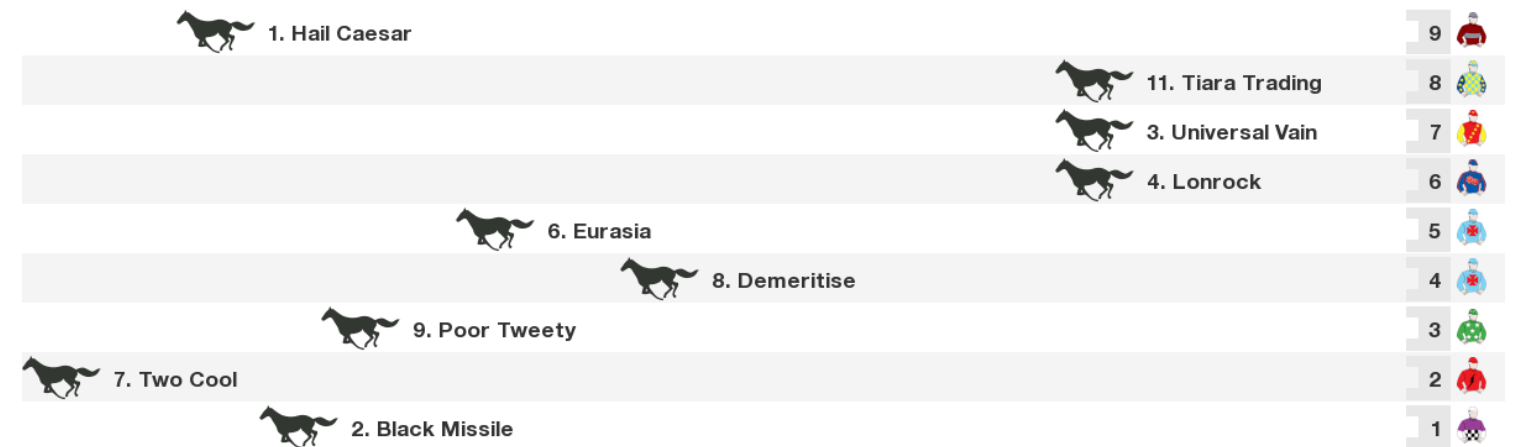 1. Hail Caesar 9
11. Tiara Trading 8
3. Universal Vain 7
4. Lonrock 6
6. Eurasia 5
8. Demeritise 4
9. Poor Tweety 3
7. Two Cool 2
2. Black Missile 1